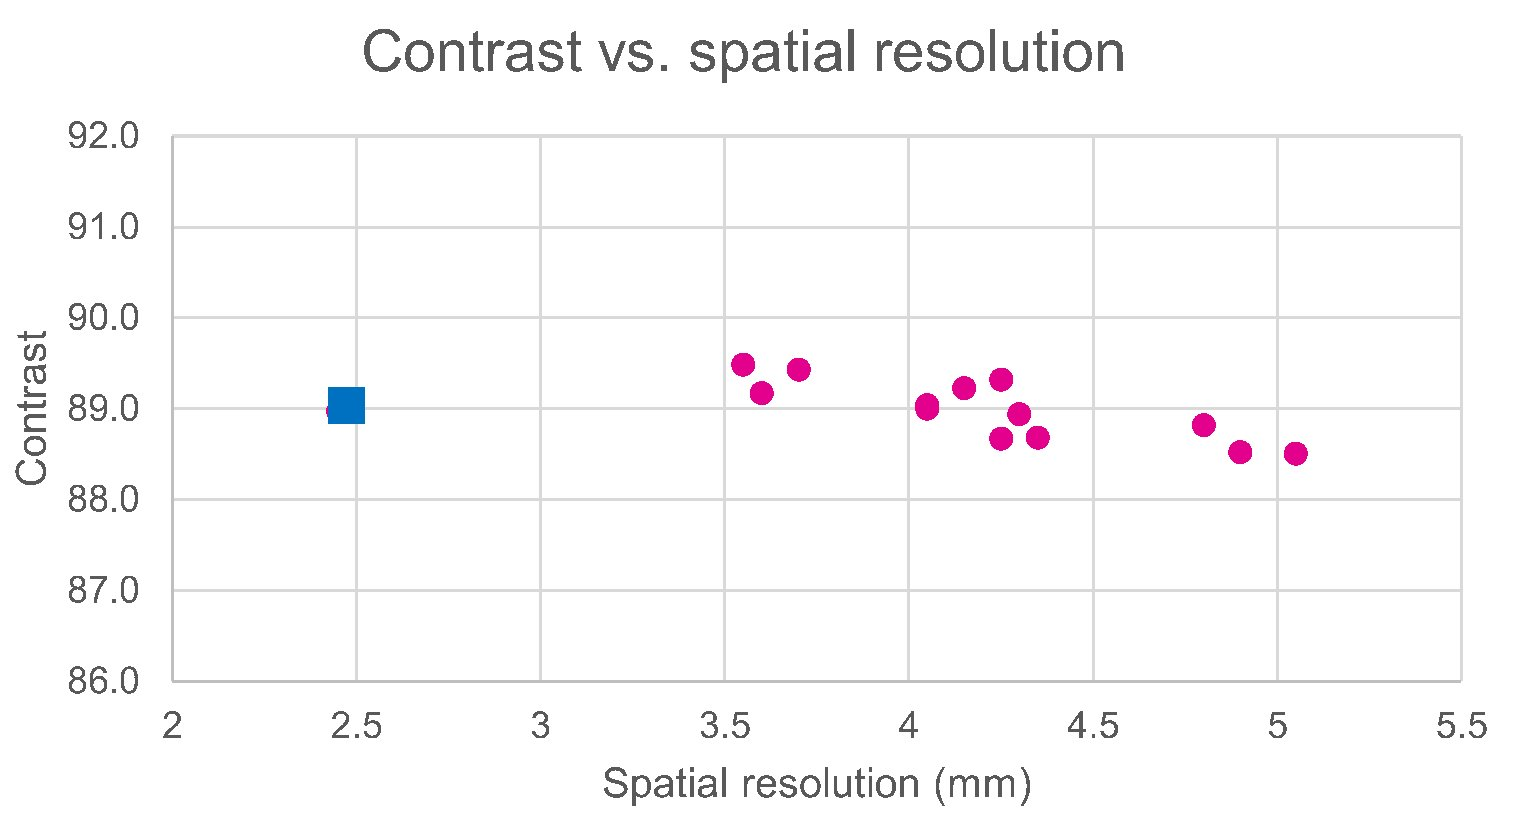 Contrast vs. spatial resolution
92.0
91.0
90.0
89.0
88.0
87.0
86.0
Contrast
2 2.5 3 3.5 4 4.5 5 5.5
Spatial resolution (mm)